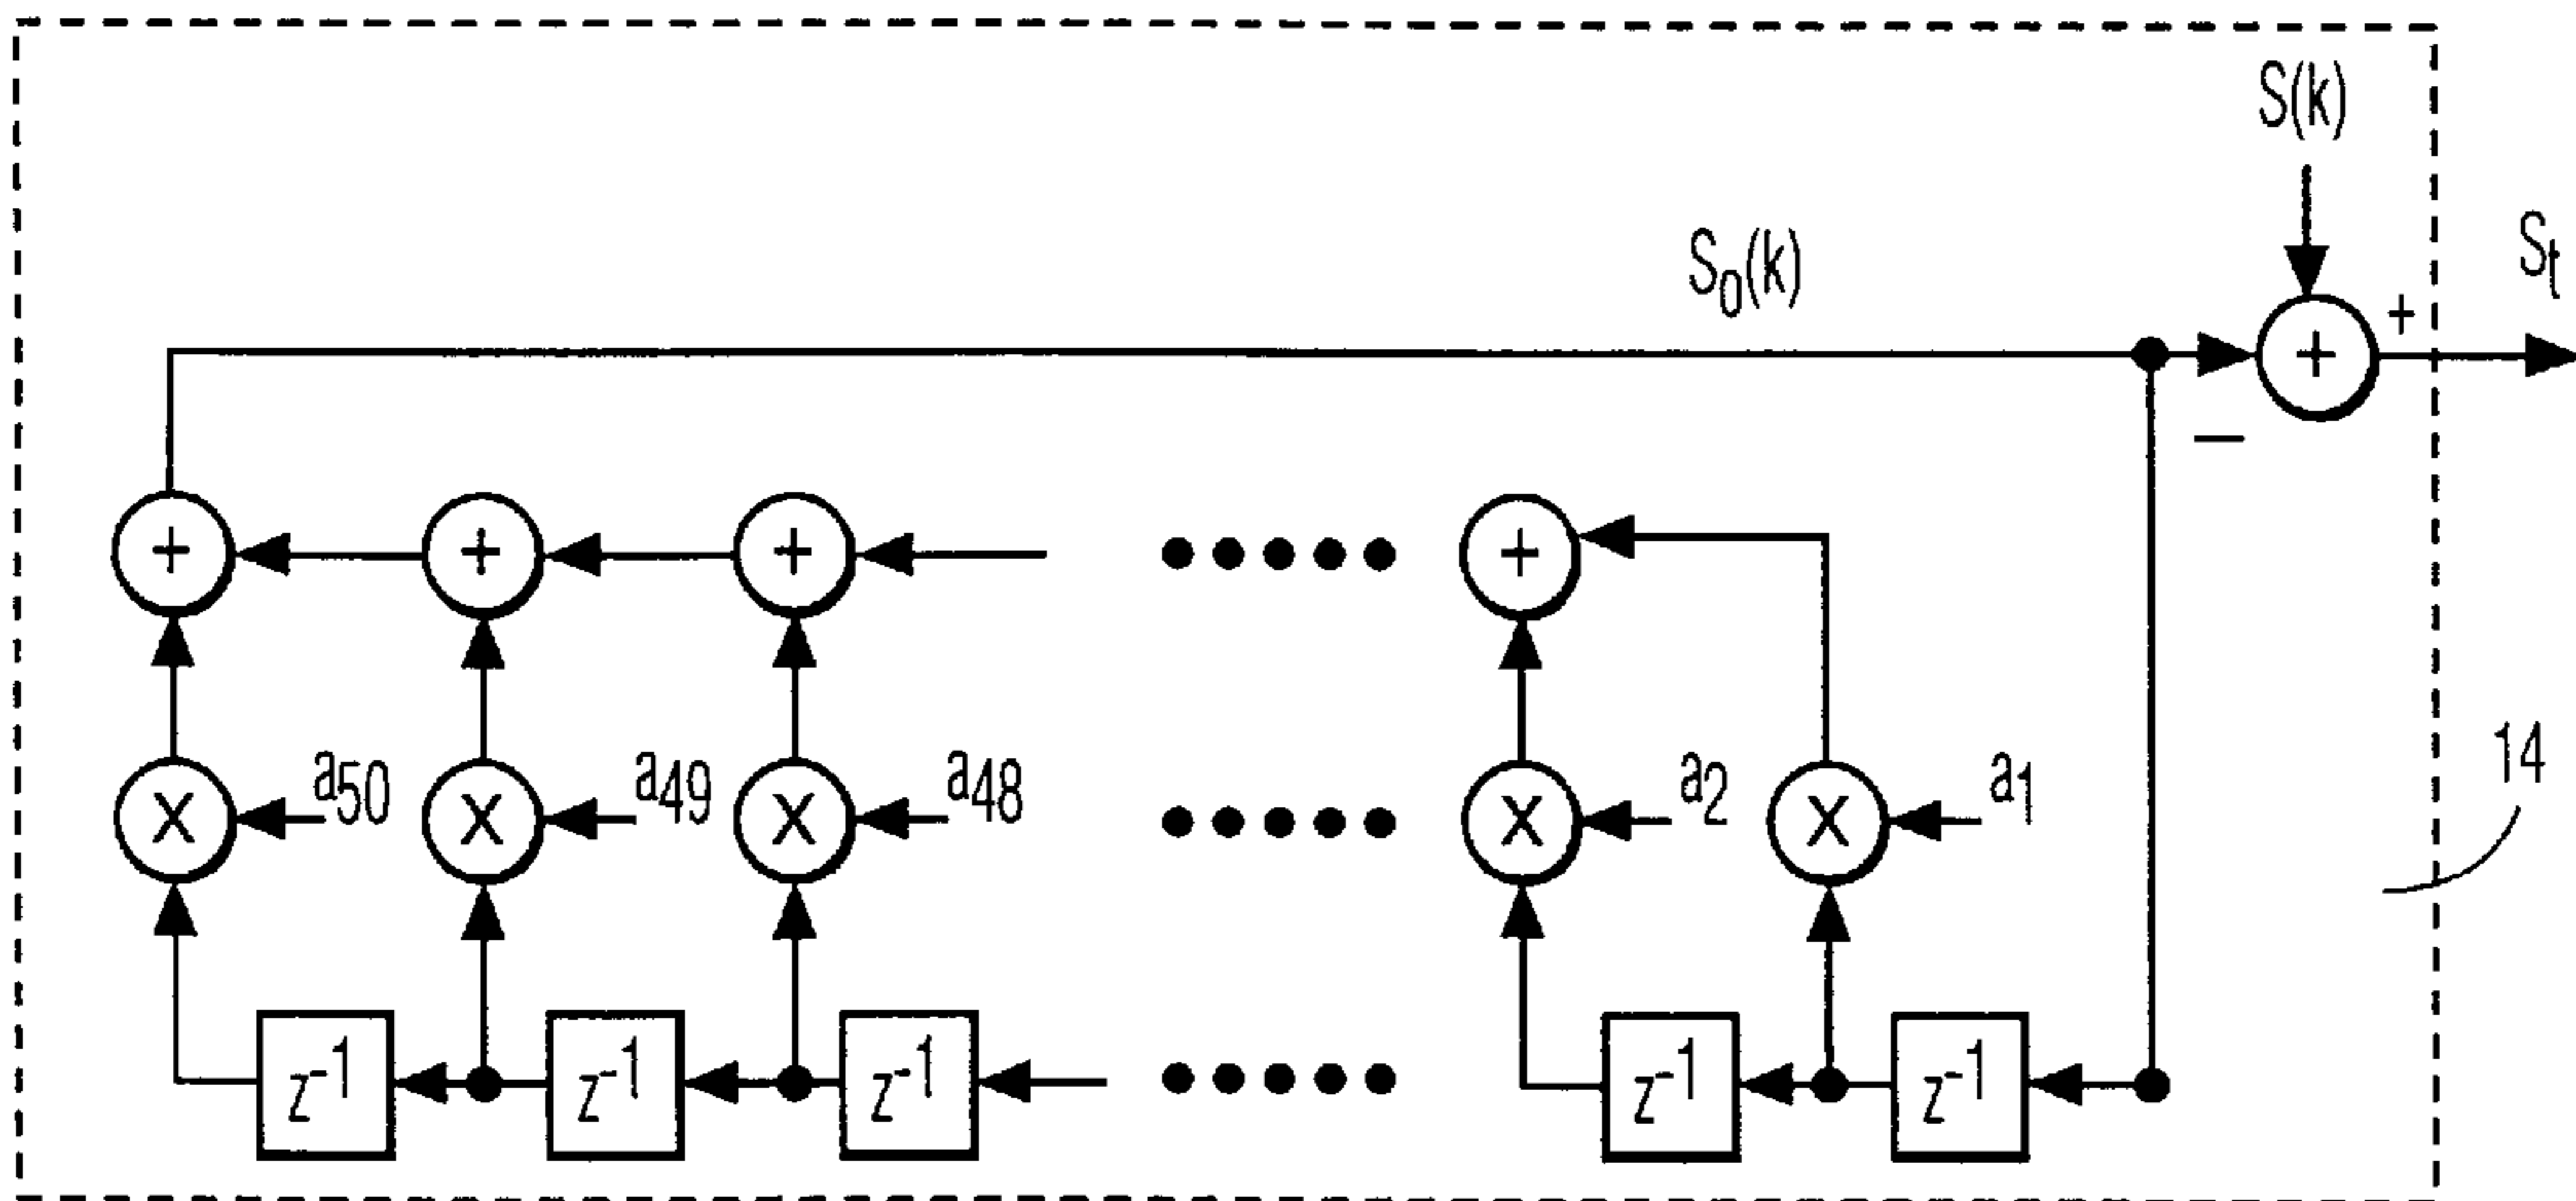 S(k)
S₀(k)
Sₜ
+
+
−
+ + + +
a₅₀ a₄₉ a₄₈ a₂ a₁
X X X X X
14
z⁻¹ z⁻¹ z⁻¹ z⁻¹ z⁻¹